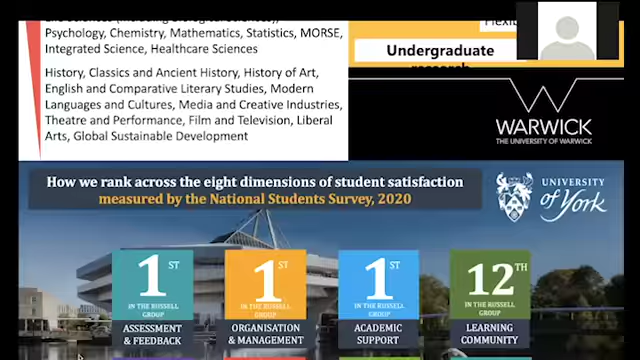 Psychology, Chemistry, Mathematics, Statistics, MORSE,
Integrated Science, Healthcare Sciences
History, Classics and Ancient History, History of Art,
English and Comparative Literary Studies, Modern
Languages and Cultures, Media and Creative Industries,
Theatre and Performance, Film and Television, Liberal
Arts, Global Sustainable Development
Undergraduate
research
WARWICK
THE UNIVERSITY OF WARWICK
How we rank across the eight dimensions of student satisfaction
measured by the National Students Survey, 2020
UNIVERSITY
of York
1ST
IN THE RUSSELL
GROUP
ASSESSMENT
& FEEDBACK
1ST
IN THE RUSSELL
GROUP
ORGANISATION
& MANAGEMENT
1ST
IN THE RUSSELL
GROUP
ACADEMIC
SUPPORT
12TH
IN THE RUSSELL
GROUP
LEARNING
COMMUNITY